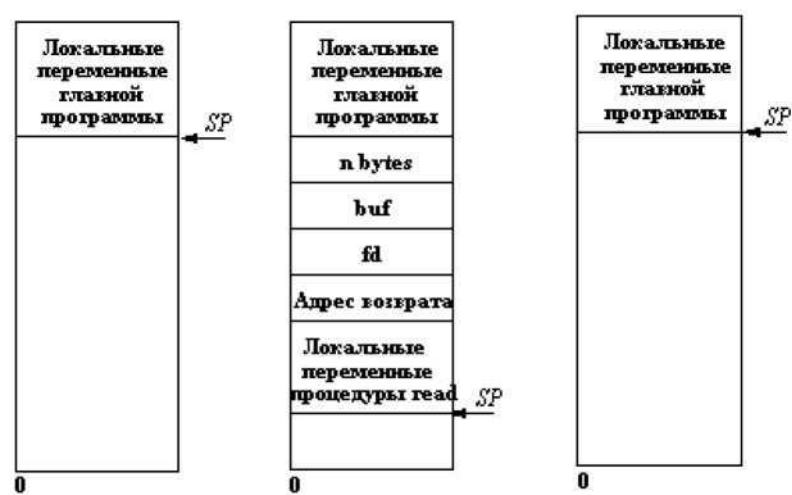 Локальные
переменные
главной
программы
SP
0
Локальные
переменные
главной
программы
n bytes
buf
fd
Адрес возврата
Локальные
переменные
процедуры read
SP
0
Локальные
переменные
главной
программы
SP
0